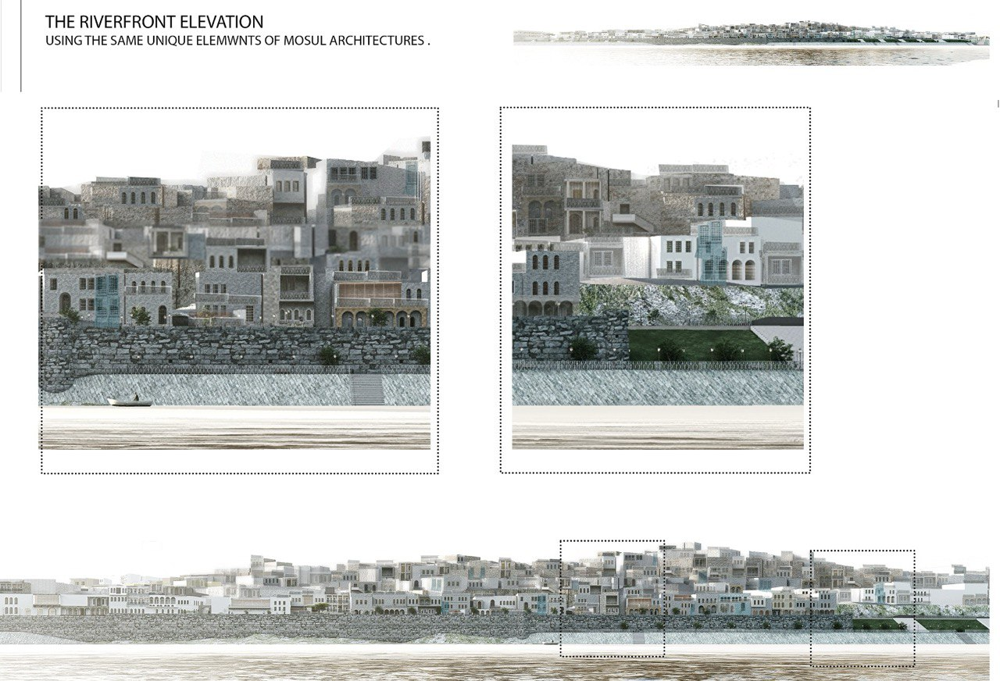 THE RIVERFRONT ELEVATION
USING THE SAME UNIQUE ELEMWNTS OF MOSUL ARCHITECTURES .